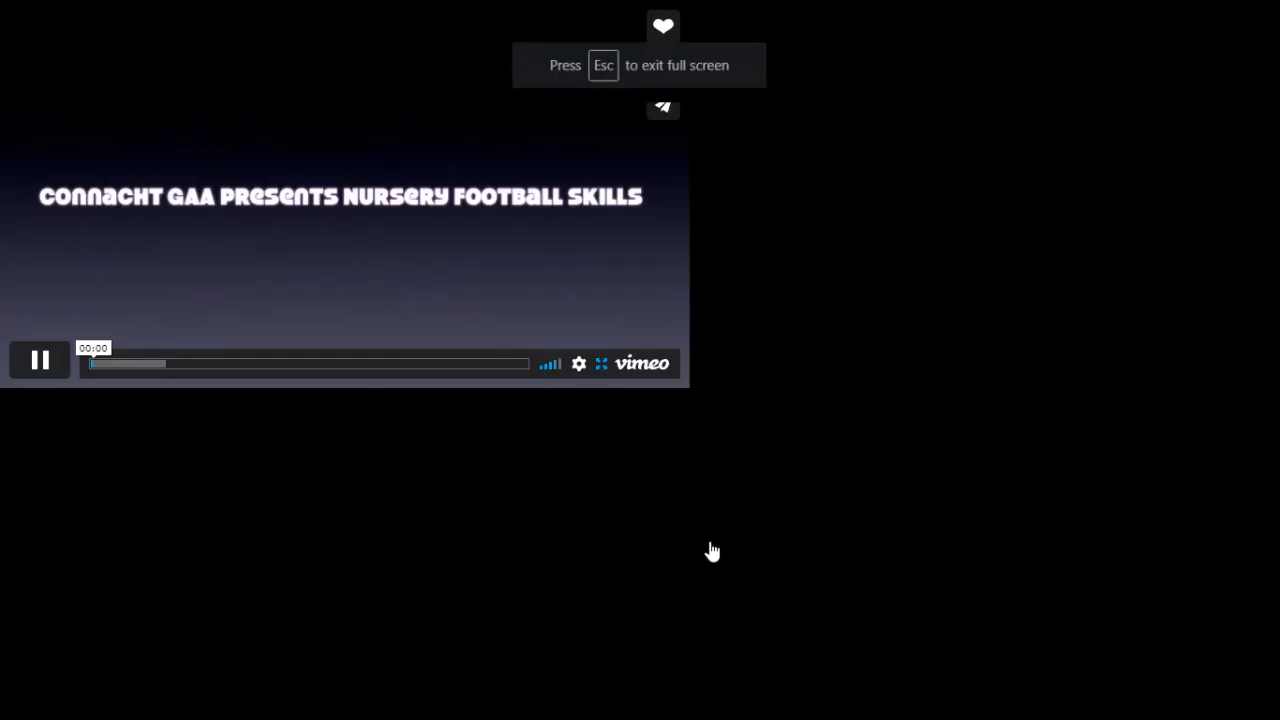 Press Esc to exit full screen
Connacht GAA Presents Nursery Football Skills
00:00
vimeo